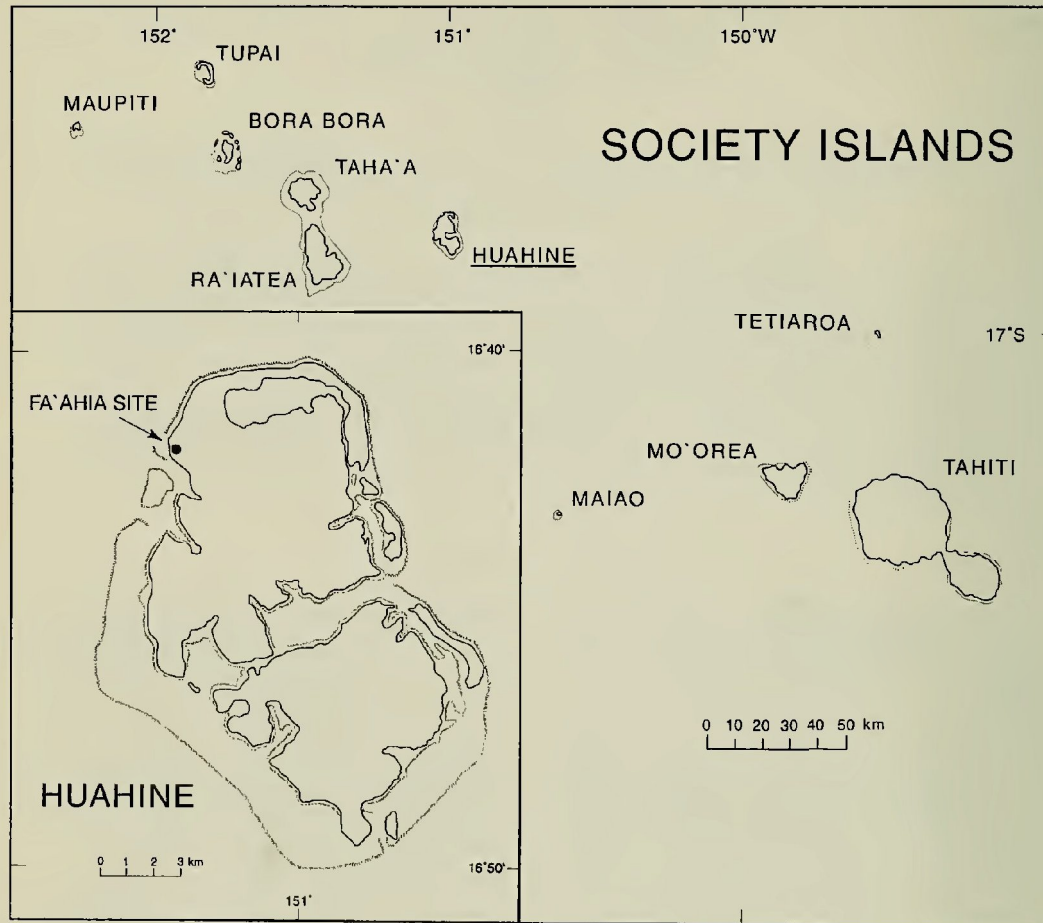 152°
151°
150°W
TUPAI
MAUPITI
BORA BORA
SOCIETY ISLANDS
TAHA`A
HUAHINE
RA`IATEA
TETIAROA
17°S
16°40'
FA`AHIA SITE
MO`OREA
TAHITI
MAIAO
0 10 20 30 40 50 km
HUAHINE
0 1 2 3 km
16°50'
151°